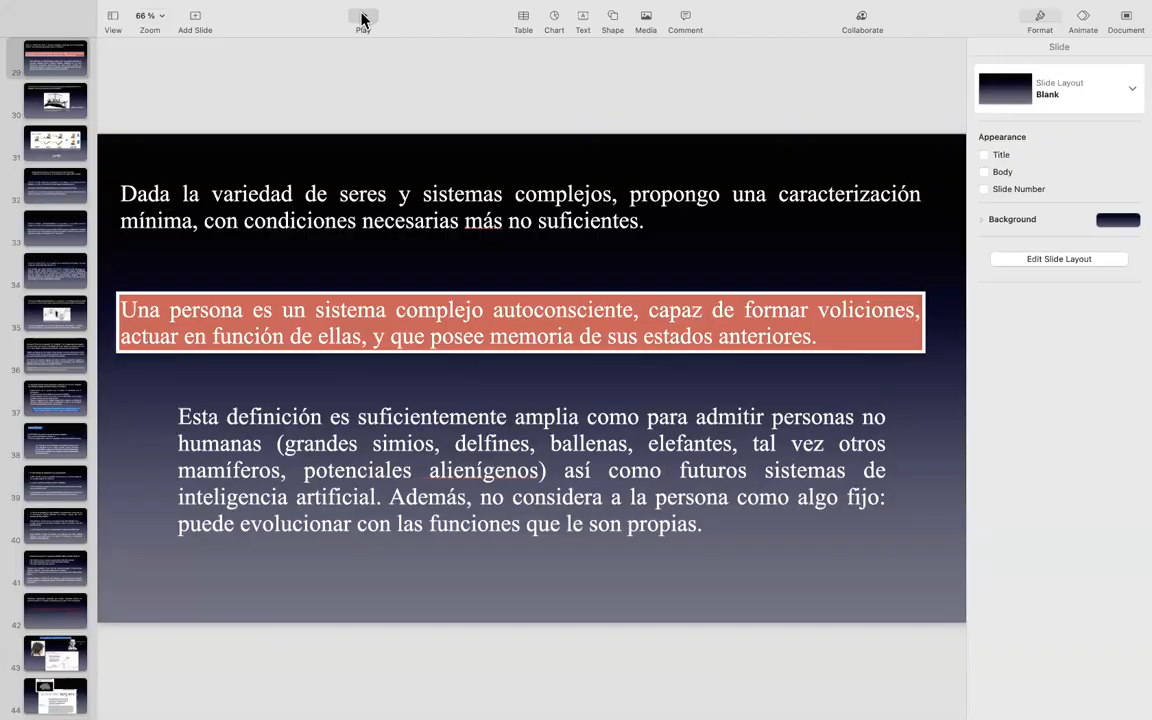 View
66 %
Zoom
Add Slide
Play
Table
Chart
Text
Shape
Media
Comment
Collaborate
Format
Animate
Document
Slide
Slide Layout
Blank
Appearance
Title
Body
Slide Number
Background
Edit Slide Layout
29
30
31
32
33
34
35
36
37
38
39
40
41
42
43
44
Dada la variedad de seres y sistemas complejos, propongo una caracterización
mínima, con condiciones necesarias más no suficientes.
Una persona es un sistema complejo autoconsciente, capaz de formar voliciones,
actuar en función de ellas, y que posee memoria de sus estados anteriores.
Esta definición es suficientemente amplia como para admitir personas no
humanas (grandes simios, delfines, ballenas, elefantes, tal vez otros
mamíferos, potenciales alienígenos) así como futuros sistemas de
inteligencia artificial. Además, no considera a la persona como algo fijo:
puede evolucionar con las funciones que le son propias.